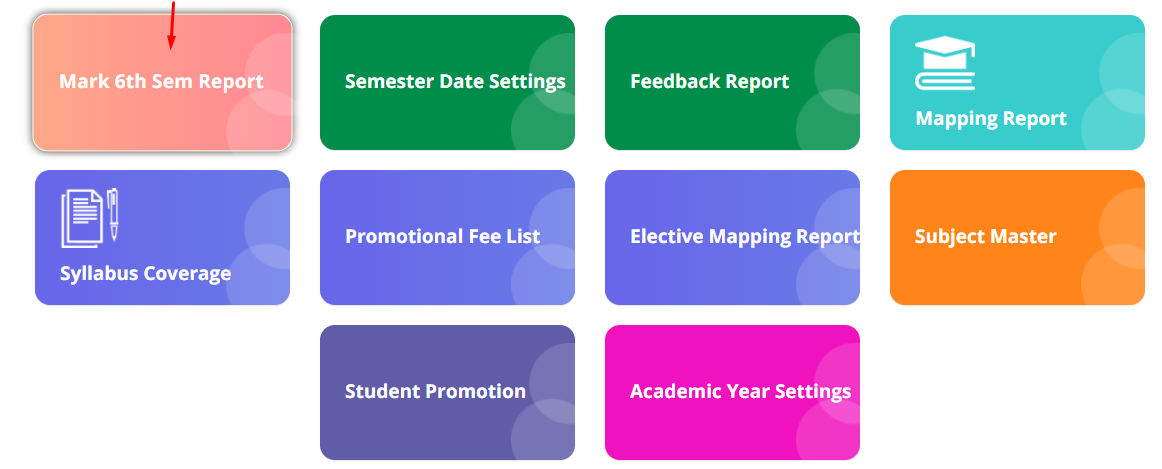 Mark 6th Sem Report
Semester Date Settings
Feedback Report
Mapping Report
Syllabus Coverage
Promotional Fee List
Elective Mapping Report
Subject Master
Student Promotion
Academic Year Settings